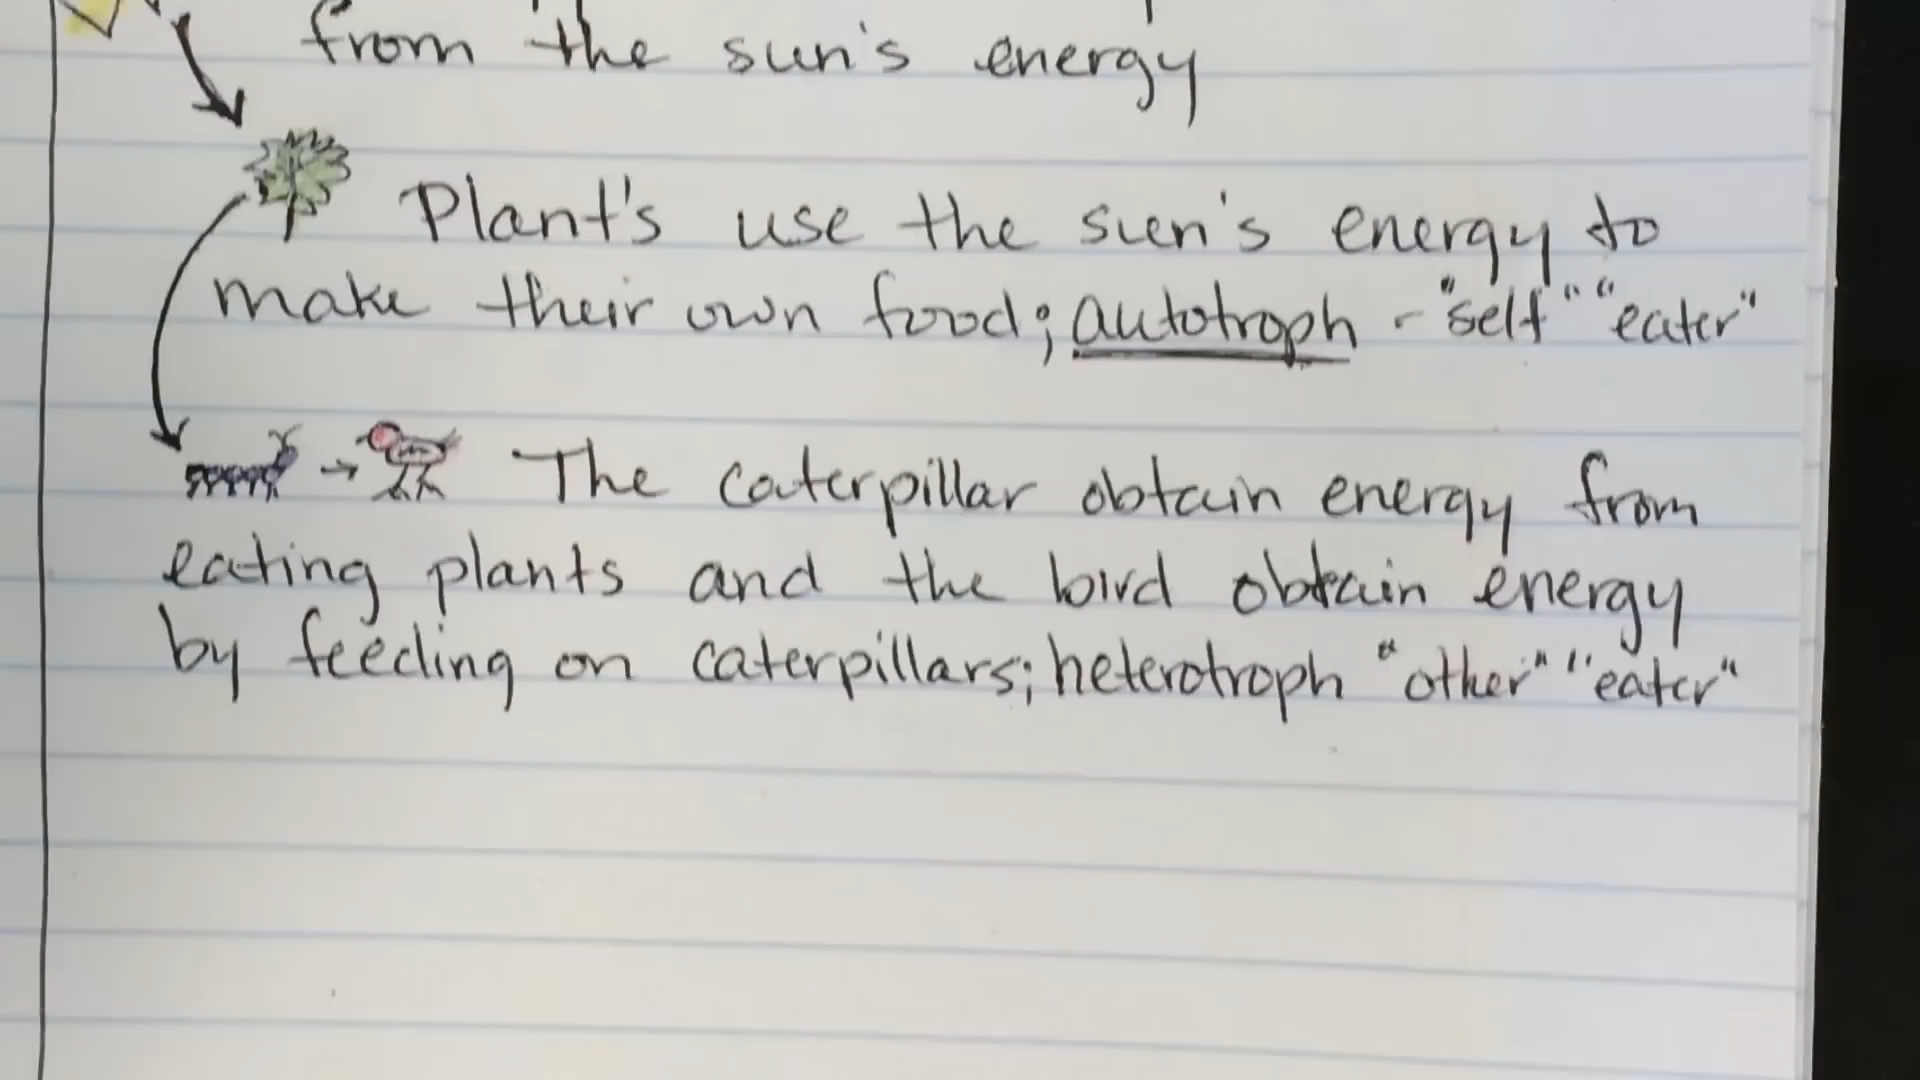 from the sun's energy
Plant's use the sun's energy to
make their own food; autotroph - "self" "eater"
The caterpillar obtain energy from
eating plants and the bird obtain energy
by feeding on caterpillars; heterotroph "other" "eater"